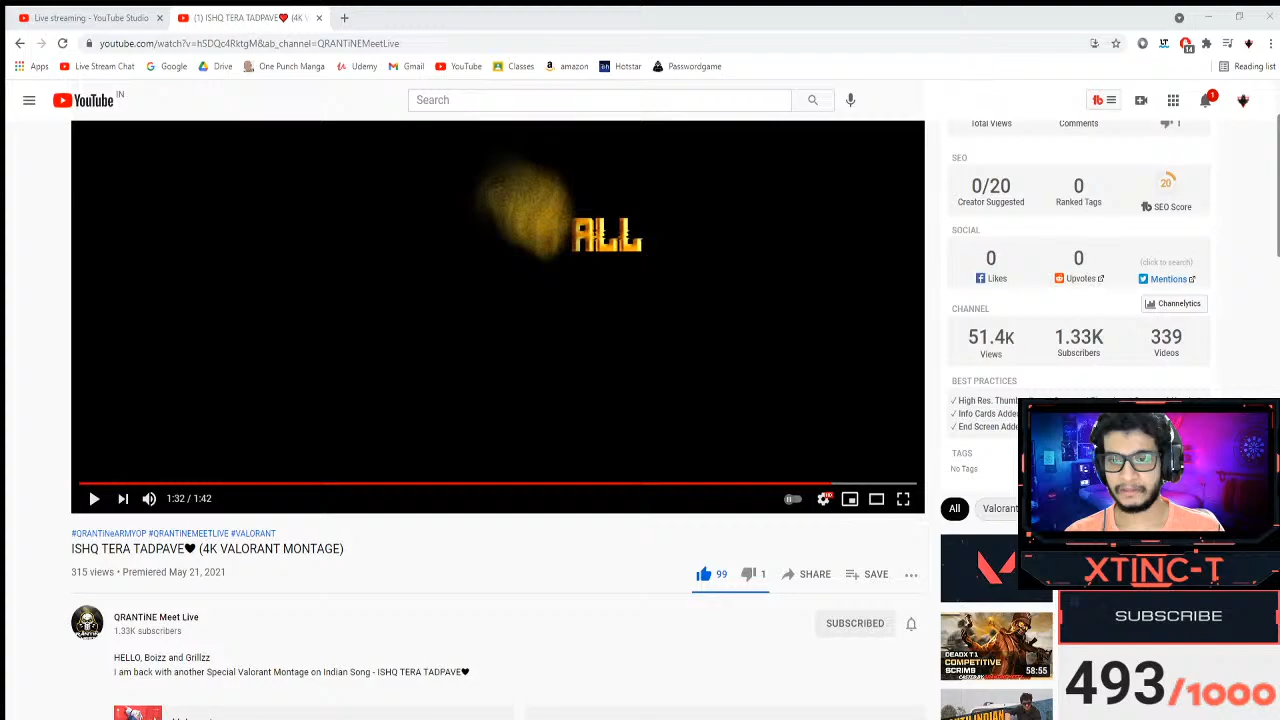 Live streaming - YouTube Studio
(1) ISHQ TERA TADPAVE❤ (4K V
youtube.com/watch?v=hSDQc4RktgM&ab_channel=QRANTiNEMeetLive
14
Apps
Live Stream Chat
Google
Drive
One Punch Manga
Udemy
Gmail
YouTube
Classes
amazon
Hotstar
Passwordgame
Reading list
YouTube IN
Search
1
Total Views
Comments
1
SEO
0/20
0
20
Creator Suggested
Ranked Tags
SEO Score
SOCIAL
0
0
(click to search)
Likes
Upvotes
Mentions
CHANNEL
Channelytics
51.4K
1.33K
339
Views
Subscribers
Videos
BEST PRACTICES
✓ High Res. Thum
✓ Info Cards Adde
✓ End Screen Adde
TAGS
No Tags
All
Valorant
ALL
1:32 / 1:42
#QRANTiNeARMYOP #QRANTiNEMEETLIVE #VALORANT
ISHQ TERA TADPAVE❤ (4K VALORANT MONTAGE)
315 views • Premiered May 21, 2021
99
1
SHARE
SAVE
QRANTiNE Meet Live
1.33K subscribers
SUBSCRIBED
HELLO, Boizz and Grillzz
I am back with another Special Valorant Montage on Indian Song - ISHQ TERA TADPAVE❤
XTINC-T
SUBSCRIBE
493/1000
DEADX T1
COMPETITIVE
SCRIMS
58:55